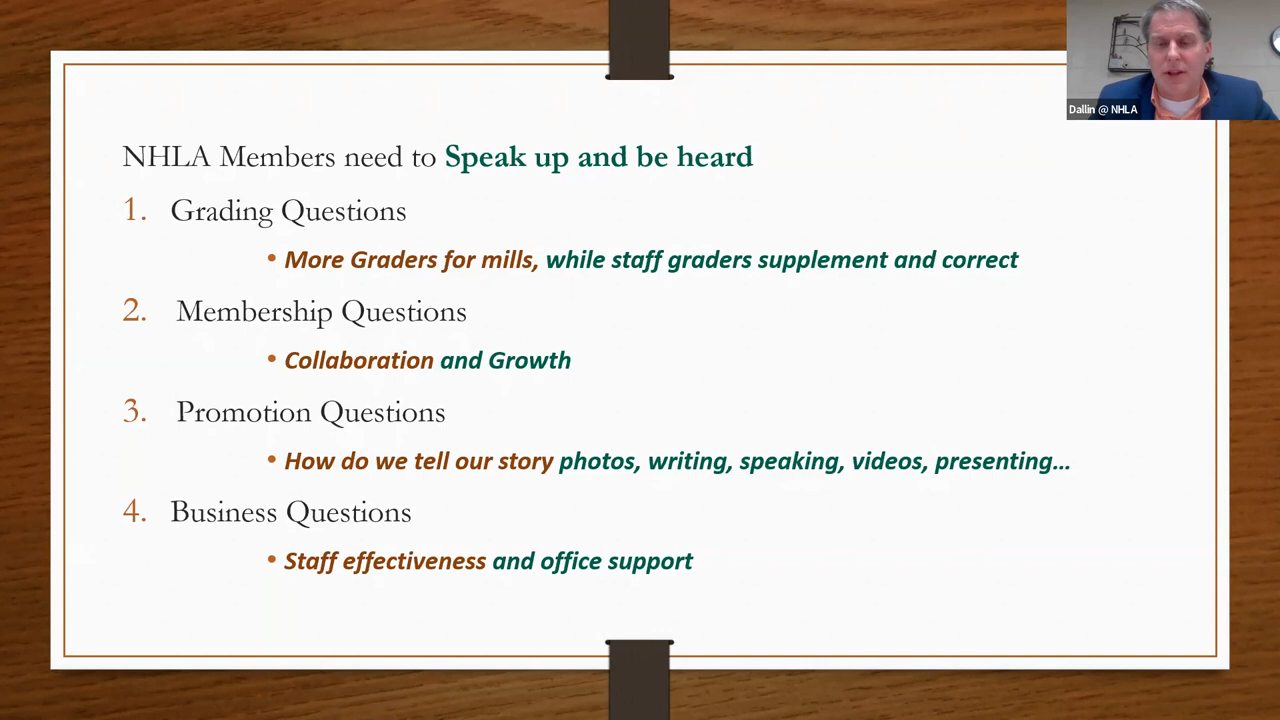 Dallin @ NHLA
NHLA Members need to Speak up and be heard
1. Grading Questions
• More Graders for mills, while staff graders supplement and correct
2. Membership Questions
• Collaboration and Growth
3. Promotion Questions
• How do we tell our story photos, writing, speaking, videos, presenting...
4. Business Questions
• Staff effectiveness and office support